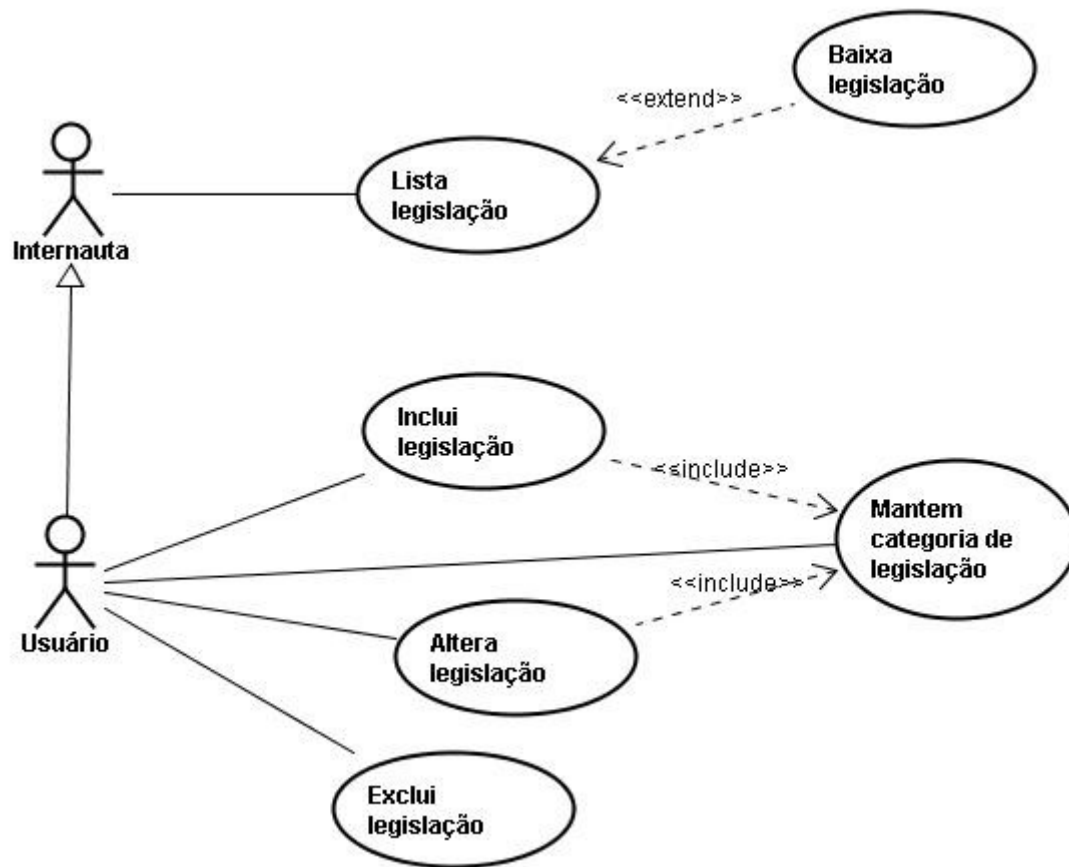 Baixa
legislação
<<extend>>
Lista
legislação
Internauta
Inclui
legislação
<<include>>
Mantem
categoria de
legislação
<<include>>
Usuário
Altera
legislação
Exclui
legislação